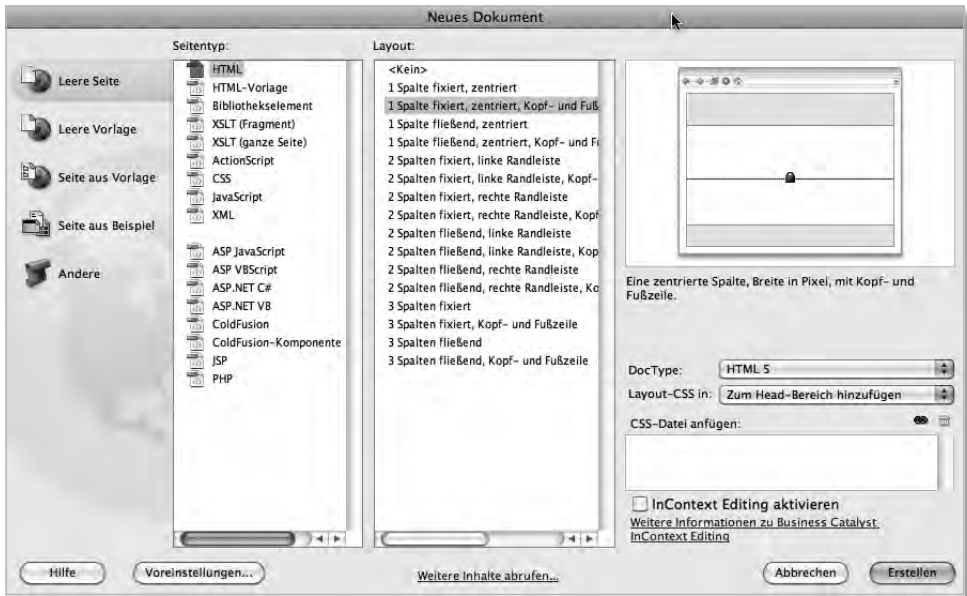 Neues Dokument
Seitentyp:
Layout:
Leere Seite
Leere Vorlage
Seite aus Vorlage
Seite aus Beispiel
Andere
HTML
HTML-Vorlage
Bibliothekselement
XSLT (Fragment)
XSLT (ganze Seite)
ActionScript
CSS
JavaScript
XML
ASP JavaScript
ASP VBScript
ASP.NET C#
ASP.NET VB
ColdFusion
ColdFusion-Komponente
JSP
PHP
<Kein>
1 Spalte fixiert, zentriert
1 Spalte fixiert, zentriert, Kopf- und Fuß
1 Spalte fließend, zentriert
1 Spalte fließend, zentriert, Kopf- und F
2 Spalten fixiert, linke Randleiste
2 Spalten fixiert, linke Randleiste, Kopf-
2 Spalten fixiert, rechte Randleiste
2 Spalten fixiert, rechte Randleiste, Kopf
2 Spalten fließend, linke Randleiste
2 Spalten fließend, linke Randleiste, Kop
2 Spalten fließend, rechte Randleiste
2 Spalten fließend, rechte Randleiste, Ko
3 Spalten fixiert
3 Spalten fixiert, Kopf- und Fußzeile
3 Spalten fließend
3 Spalten fließend, Kopf- und Fußzeile
Eine zentrierte Spalte, Breite in Pixel, mit Kopf- und
Fußzeile.
DocType: HTML 5
Layout-CSS in: Zum Head-Bereich hinzufügen
CSS-Datei anfügen:
InContext Editing aktivieren
Weitere Informationen zu Business Catalyst
InContext Editing
Hilfe
Voreinstellungen...
Weitere Inhalte abrufen...
Abbrechen
Erstellen